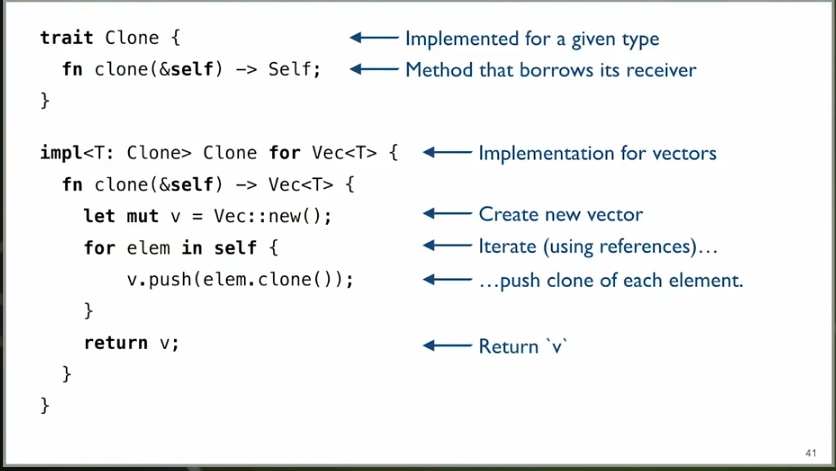 trait Clone { Implemented for a given type
fn clone(&self) -> Self; Method that borrows its receiver
}
impl<T: Clone> Clone for Vec<T> { Implementation for vectors
fn clone(&self) -> Vec<T> {
let mut v = Vec::new(); Create new vector
for elem in self { Iterate (using references)…
v.push(elem.clone()); …push clone of each element.
}
return v; Return `v`
}
}
41